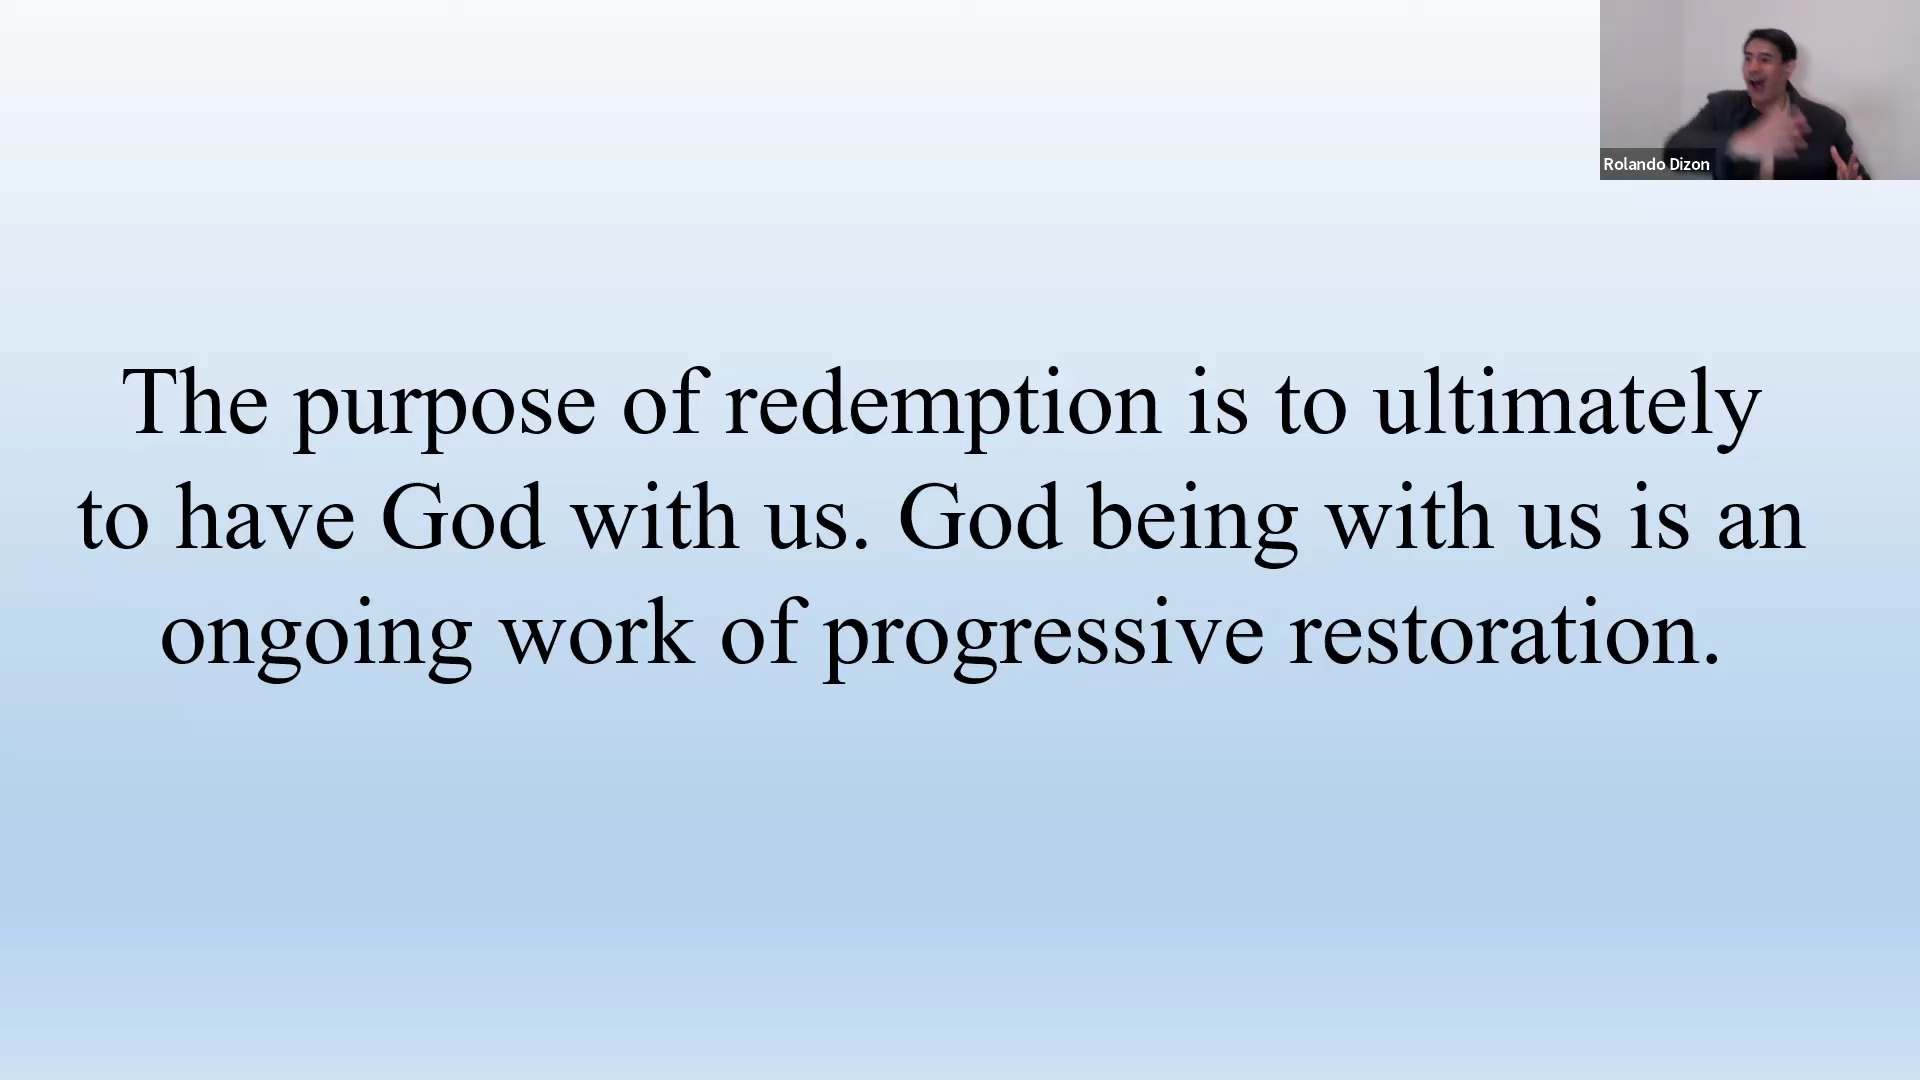 Rolando Dizon
The purpose of redemption is to ultimately
to have God with us. God being with us is an
ongoing work of progressive restoration.